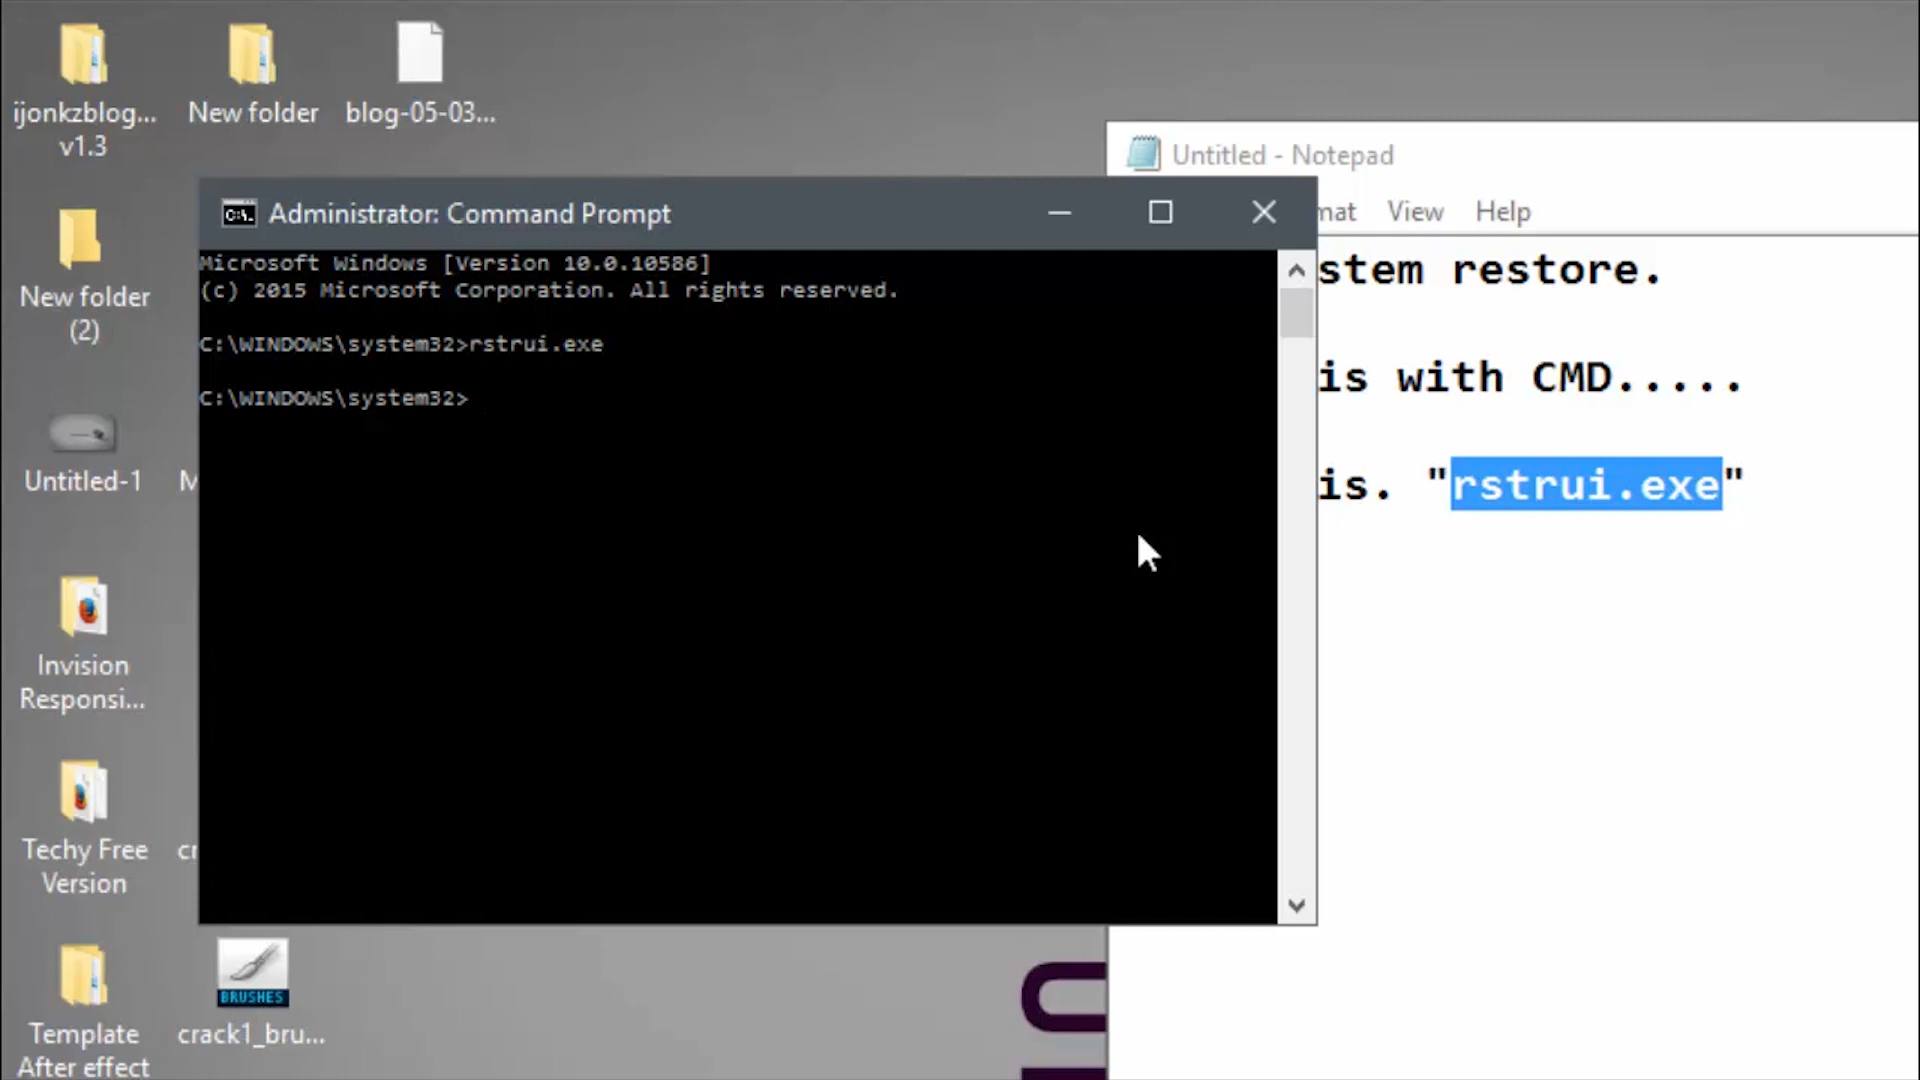 ijonkzblog...
v1.3
New folder
blog-05-03...
New folder
(2)
Untitled-1
M
Invision
Responsi...
Techy Free
Version
cr
Template
After effect
BRUSHES
crack1_bru...
Untitled - Notepad
mat View Help
stem restore.
is with CMD.....
is. "rstrui.exe"
C:\.
Administrator: Command Prompt
Microsoft Windows [Version 10.0.10586]
(c) 2015 Microsoft Corporation. All rights reserved.
C:\WINDOWS\system32>rstrui.exe
C:\WINDOWS\system32>